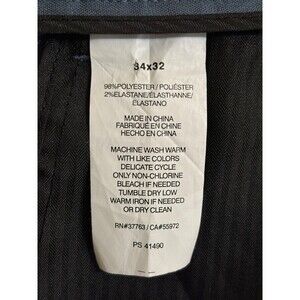 34x32
98%POLYESTER / POLIÉSTER
2%ELASTANE/ÉLASTHANNE/
ELASTANO
MADE IN CHINA
FABRIQUÉ EN CHINE
HECHO EN CHINA
MACHINE WASH WARM
WITH LIKE COLORS
DELICATE CYCLE
ONLY NON-CHLORINE
BLEACH IF NEEDED
TUMBLE DRY LOW
WARM IRON IF NEEDED
OR DRY CLEAN
RN#37763 / CA#55972
PS 41490